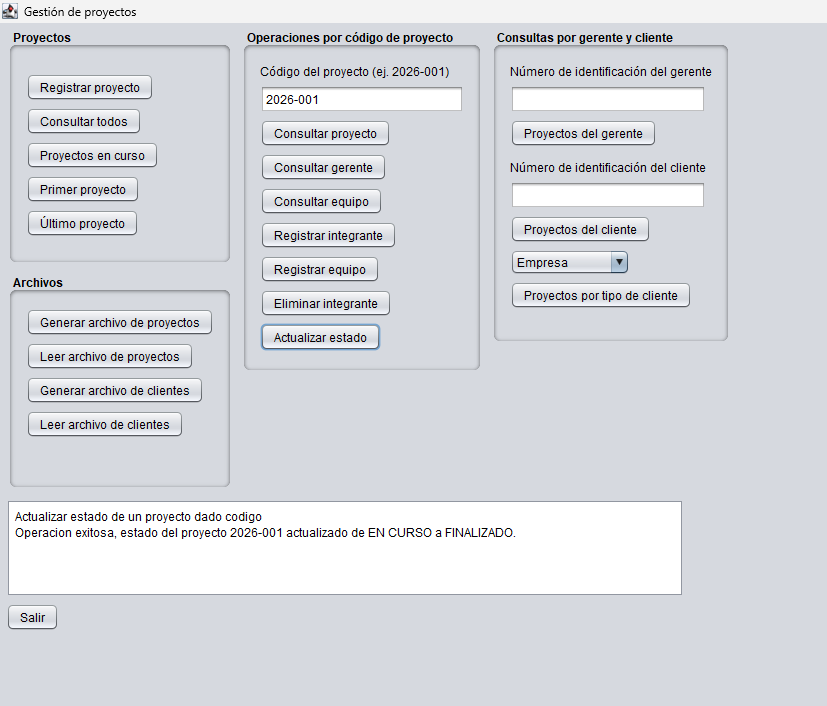 Gestión de proyectos
Proyectos
Registrar proyecto
Consultar todos
Proyectos en curso
Primer proyecto
Último proyecto
Archivos
Generar archivo de proyectos
Leer archivo de proyectos
Generar archivo de clientes
Leer archivo de clientes
Operaciones por código de proyecto
Código del proyecto (ej. 2026-001)
2026-001
Consultar proyecto
Consultar gerente
Consultar equipo
Registrar integrante
Registrar equipo
Eliminar integrante
Actualizar estado
Consultas por gerente y cliente
Número de identificación del gerente
Proyectos del gerente
Número de identificación del cliente
Proyectos del cliente
Empresa
Proyectos por tipo de cliente
Actualizar estado de un proyecto dado codigo
Operacion exitosa, estado del proyecto 2026-001 actualizado de EN CURSO a FINALIZADO.
Salir